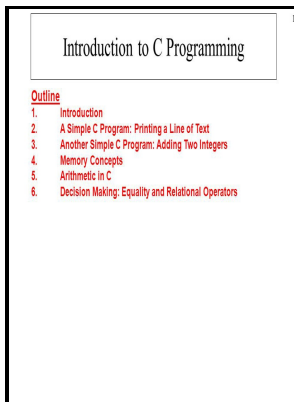 Introduction to C Programming
Outline
1. Introduction
2. A Simple C Program: Printing a Line of Text
3. Another Simple C Program: Adding Two Integers
4. Memory Concepts
5. Arithmetic in C
6. Decision Making: Equality and Relational Operators